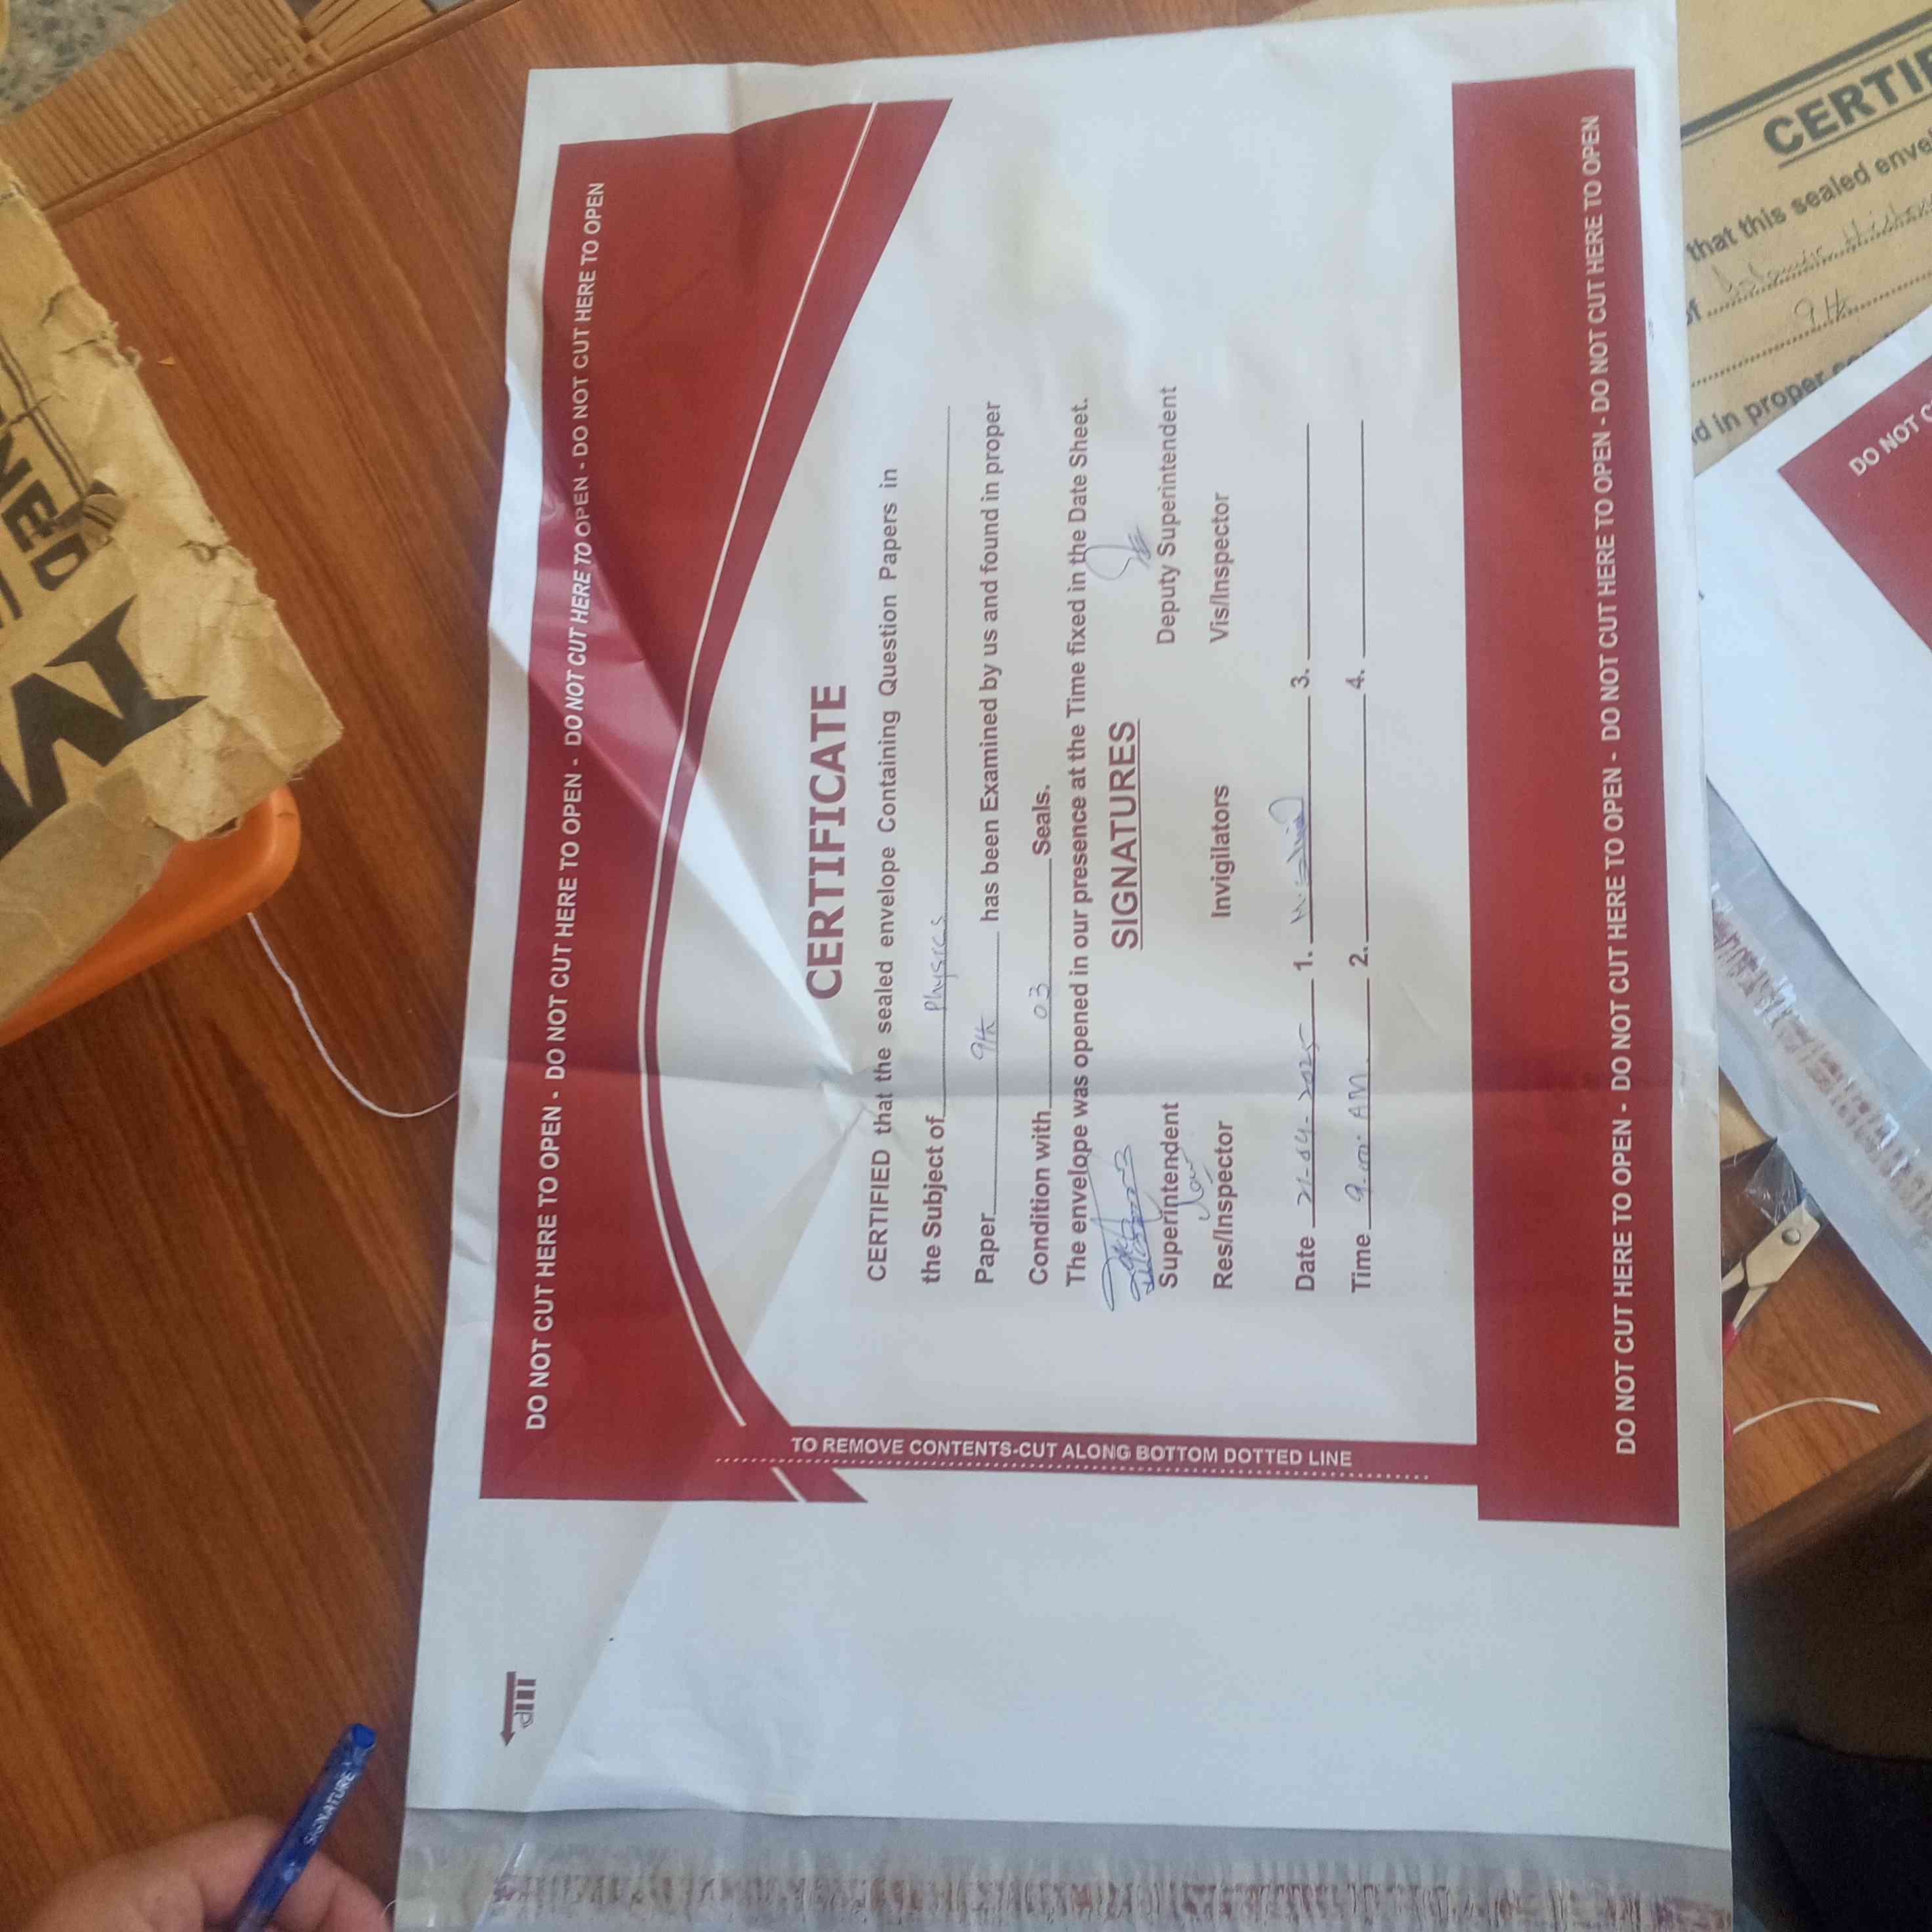 DO NOT CUT HERE TO OPEN - DO NOT CUT HERE TO OPEN - DO NOT CUT HERE TO OPEN - DO NOT CUT HERE TO OPEN
CERTIFICATE
CERTIFIED that the sealed envelope Containing Question Papers in
the Subject of Physics
Paper 9th has been Examined by us and found in proper
Condition with 03 Seals.
The envelope was opened in our presence at the Time fixed in the Date Sheet.
SIGNATURES
Superintendent Deputy Superintendent
Res/Inspector Invigilators Vis/Inspector
Date 21-04-2025 1. 3.
Time 9:00 AM 2. 4.
TO REMOVE CONTENTS-CUT ALONG BOTTOM DOTTED LINE
DO NOT CUT HERE TO OPEN - DO NOT CUT HERE TO OPEN - DO NOT CUT HERE TO OPEN - DO NOT CUT HERE TO OPEN - DO NOT CUT HERE TO OPEN
that this sealed
9th
in proper
DO NOT
SIGNATURE